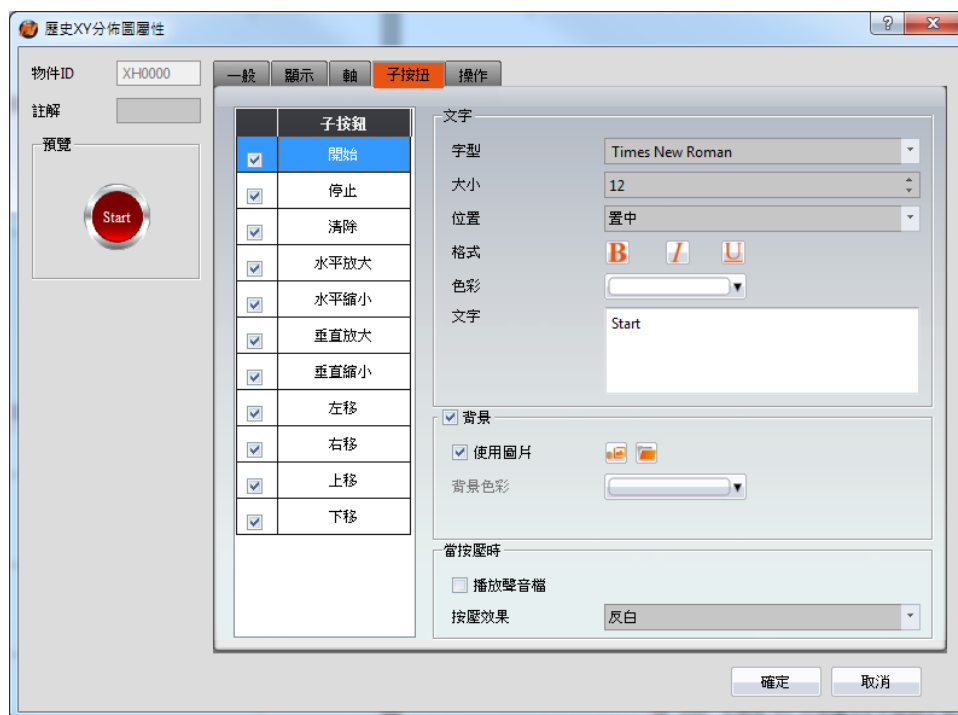 歷史XY分佈圖屬性
物件ID XH0000
註解
預覽
Start
一般 顯示 軸 子按扭 操作
子按鈕
開始
停止
清除
水平放大
水平縮小
垂直放大
垂直縮小
左移
右移
上移
下移
文字
字型 Times New Roman
大小 12
位置 置中
格式 B I U
色彩
文字 Start
背景
使用圖片
背景色彩
當按壓時
播放聲音檔
按壓效果 反白
確定 取消